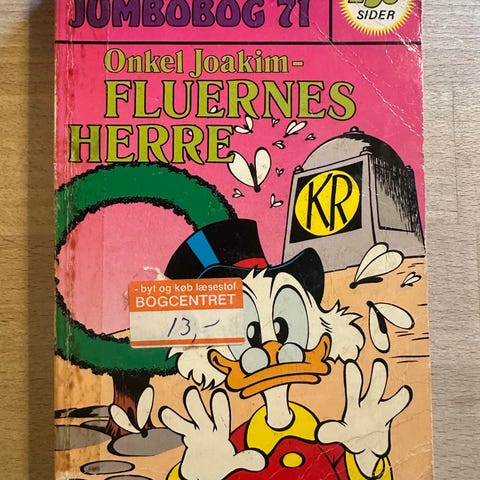 JUMBOBOG 71
SIDER
Onkel Joakim-
FLUERNES
HERRE
KR
- byt og køb læsestof
BOGCENTRET
13,-